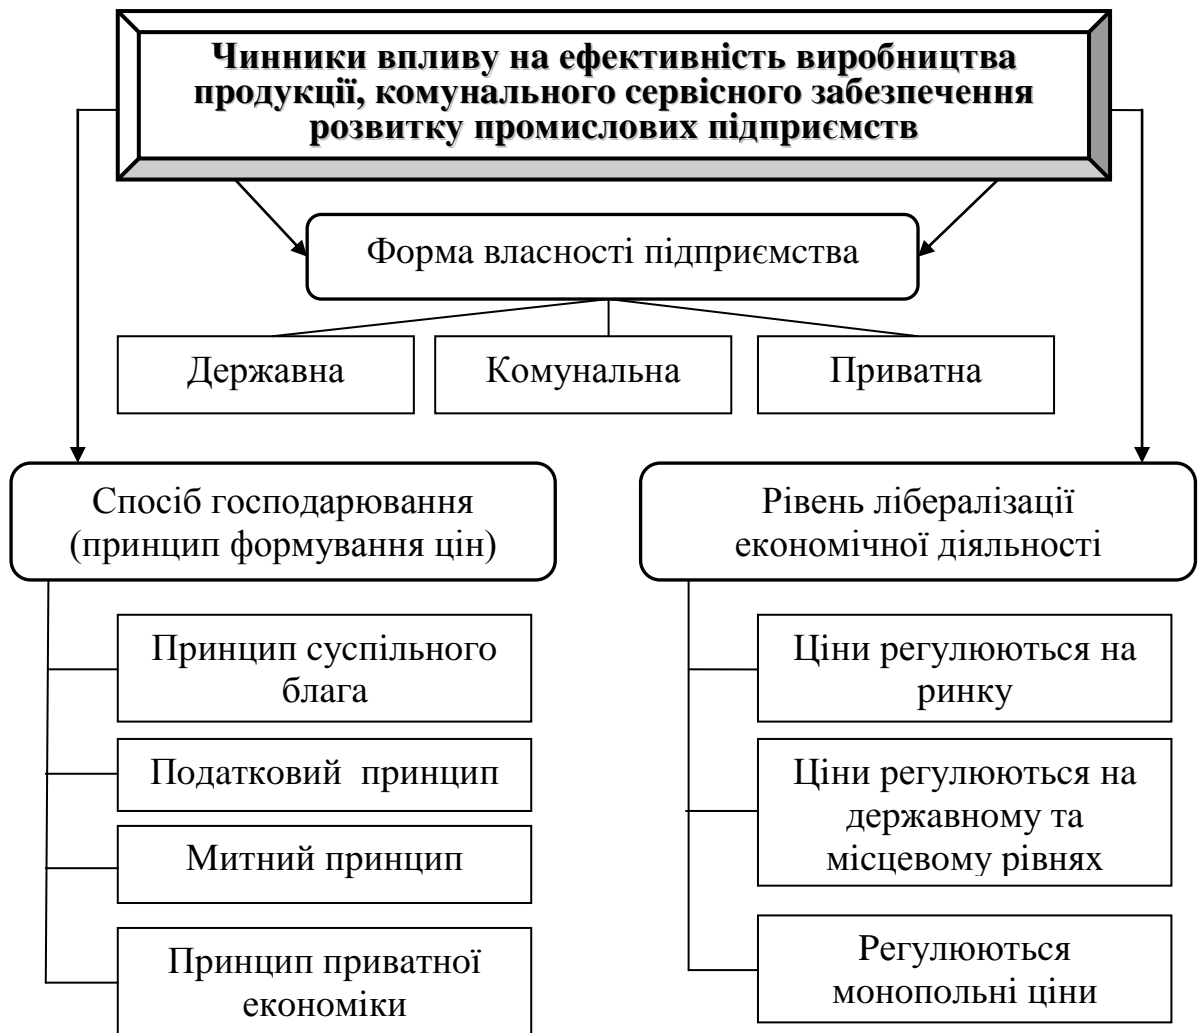 Чинники впливу на ефективність виробництва
продукції, комунального сервісного забезпечення
розвитку промислових підприємств
Форма власності підприємства
Державна
Комунальна
Приватна
Спосіб господарювання
(принцип формування цін)
Принцип суспільного
блага
Податковий принцип
Митний принцип
Принцип приватної
економіки
Рівень лібералізації
економічної діяльності
Ціни регулюються на
ринку
Ціни регулюються на
державному та
місцевому рівнях
Регулюються
монопольні ціни